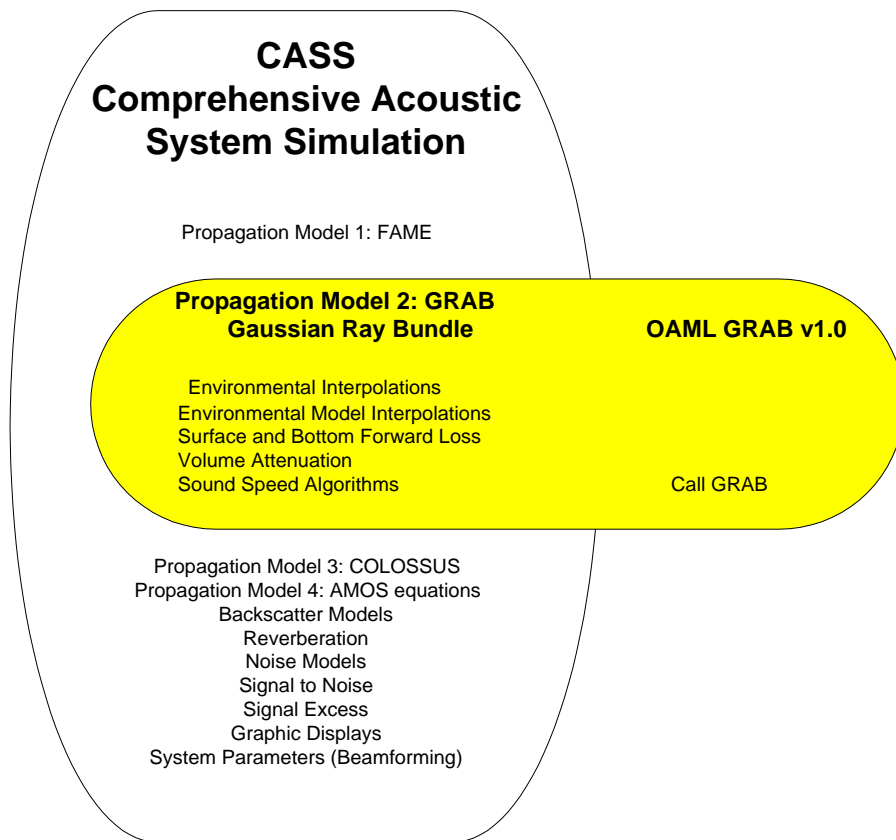 CASS
Comprehensive Acoustic
System Simulation
Propagation Model 1: FAME
Propagation Model 2: GRAB
Gaussian Ray Bundle
OAML GRAB v1.0
Environmental Interpolations
Environmental Model Interpolations
Surface and Bottom Forward Loss
Volume Attenuation
Sound Speed Algorithms
Call GRAB
Propagation Model 3: COLOSSUS
Propagation Model 4: AMOS equations
Backscatter Models
Reverberation
Noise Models
Signal to Noise
Signal Excess
Graphic Displays
System Parameters (Beamforming)